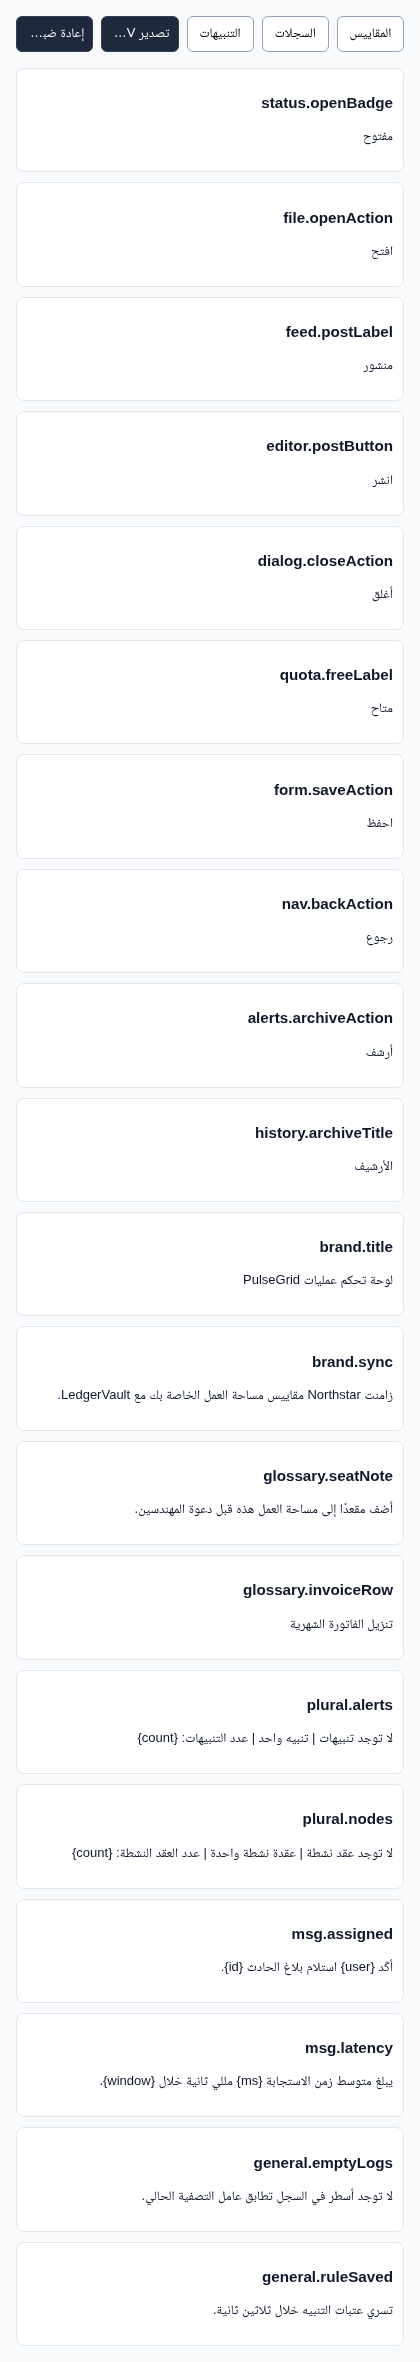 المقاييس
السجلات
التنبيهات
تصدير V...
إعادة ضبـ...
status.openBadge
مفتوح
file.openAction
افتح
feed.postLabel
منشور
editor.postButton
انشر
dialog.closeAction
أغلق
quota.freeLabel
متاح
form.saveAction
احفظ
nav.backAction
رجوع
alerts.archiveAction
أرشف
history.archiveTitle
الأرشيف
brand.title
لوحة تحكم عمليات PulseGrid
brand.sync
زامنت Northstar مقاييس مساحة العمل الخاصة بك مع LedgerVault.
glossary.seatNote
أضف مقعدًا إلى مساحة العمل هذه قبل دعوة المهندسين.
glossary.invoiceRow
تنزيل الفاتورة الشهرية
plural.alerts
لا توجد تنبيهات | تنبيه واحد | عدد التنبيهات: {count}
plural.nodes
لا توجد عقد نشطة | عقدة نشطة واحدة | عدد العقد النشطة: {count}
msg.assigned
أكّد {user} استلام بلاغ الحادث {id}.
msg.latency
يبلغ متوسط زمن الاستجابة {ms} مللي ثانية خلال {window}.
general.emptyLogs
لا توجد أسطر في السجل تطابق عامل التصفية الحالي.
general.ruleSaved
تسري عتبات التنبيه خلال ثلاثين ثانية.